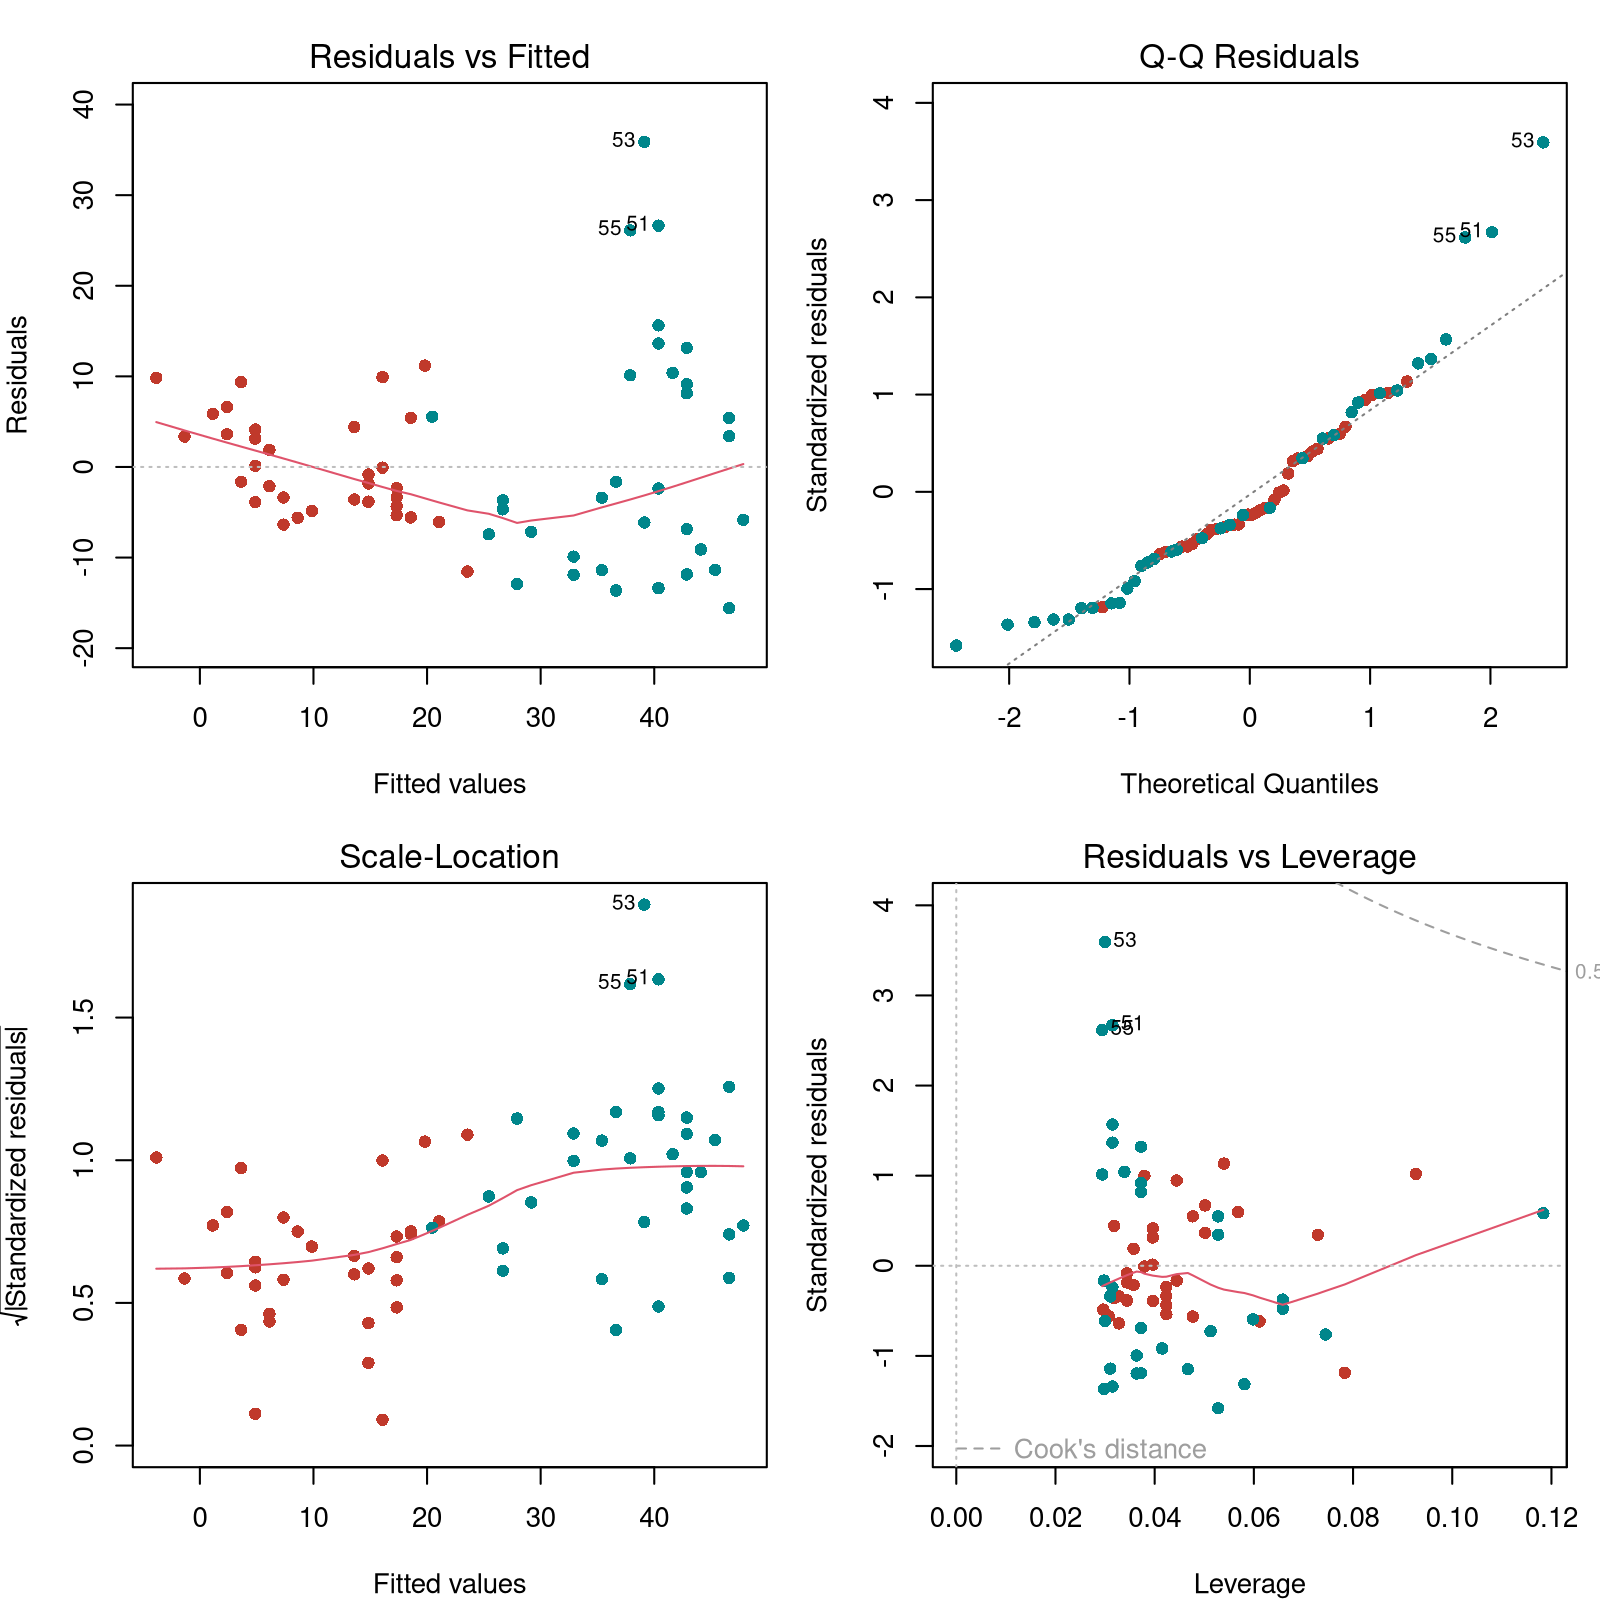 Residuals vs Fitted
40
30
20
10
0
-10
-20
Residuals
53
55 51
0 10 20 30 40
Fitted values
Q-Q Residuals
4
3
2
1
0
-1
Standardized residuals
53
55 51
-2 -1 0 1 2
Theoretical Quantiles
Scale-Location
1.5
1.0
0.5
0.0
√|Standardized residuals|
53
55 51
0 10 20 30 40
Fitted values
Residuals vs Leverage
4
3
2
1
0
-1
-2
Standardized residuals
53
51
55
0.5
Cook's distance
0.00 0.02 0.04 0.06 0.08 0.10 0.12
Leverage